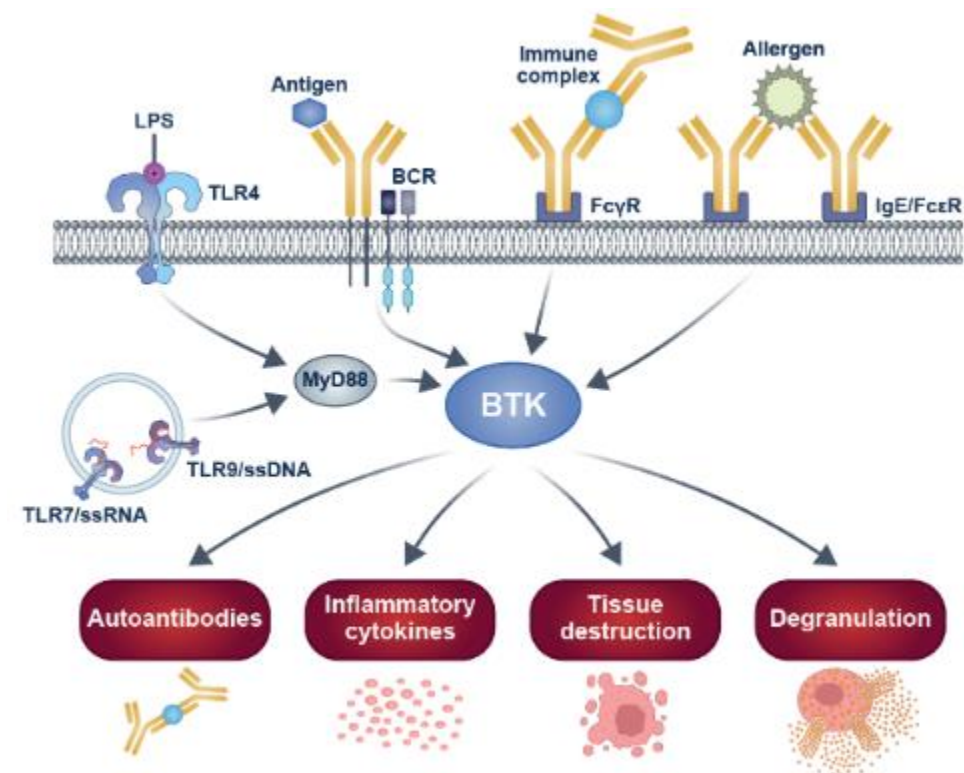 Immune
complex
Allergen
Antigen
LPS
TLR4
BCR
FcγR
IgE/FcεR
MyD88
BTK
TLR9/ssDNA
TLR7/ssRNA
Autoantibodies
Inflammatory
cytokines
Tissue
destruction
Degranulation